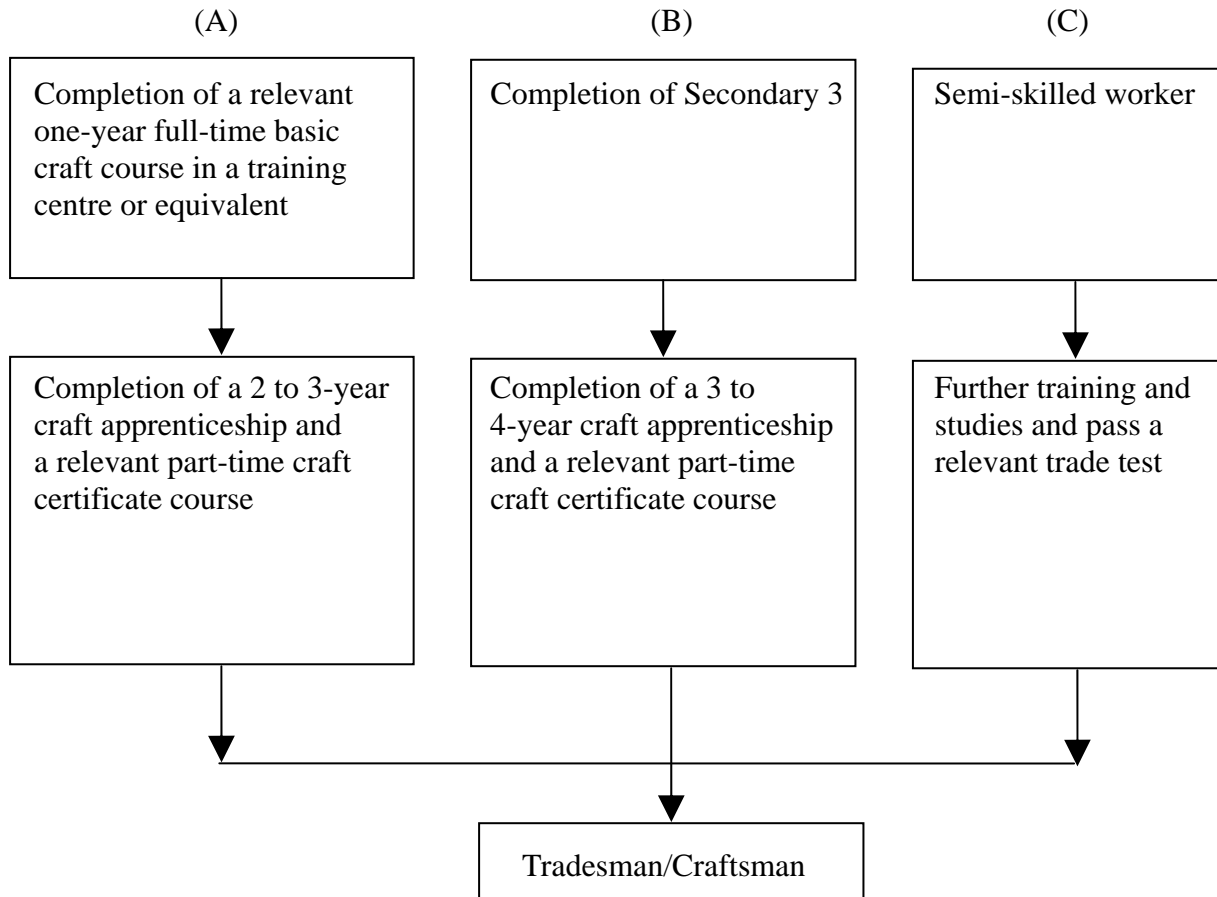 (A)
(B)
(C)
Completion of a relevant
one-year full-time basic
craft course in a training
centre or equivalent
Completion of Secondary 3
Semi-skilled worker
Completion of a 2 to 3-year
craft apprenticeship and
a relevant part-time craft
certificate course
Completion of a 3 to
4-year craft apprenticeship
and a relevant part-time
craft certificate course
Further training and
studies and pass a
relevant trade test
Tradesman/Craftsman